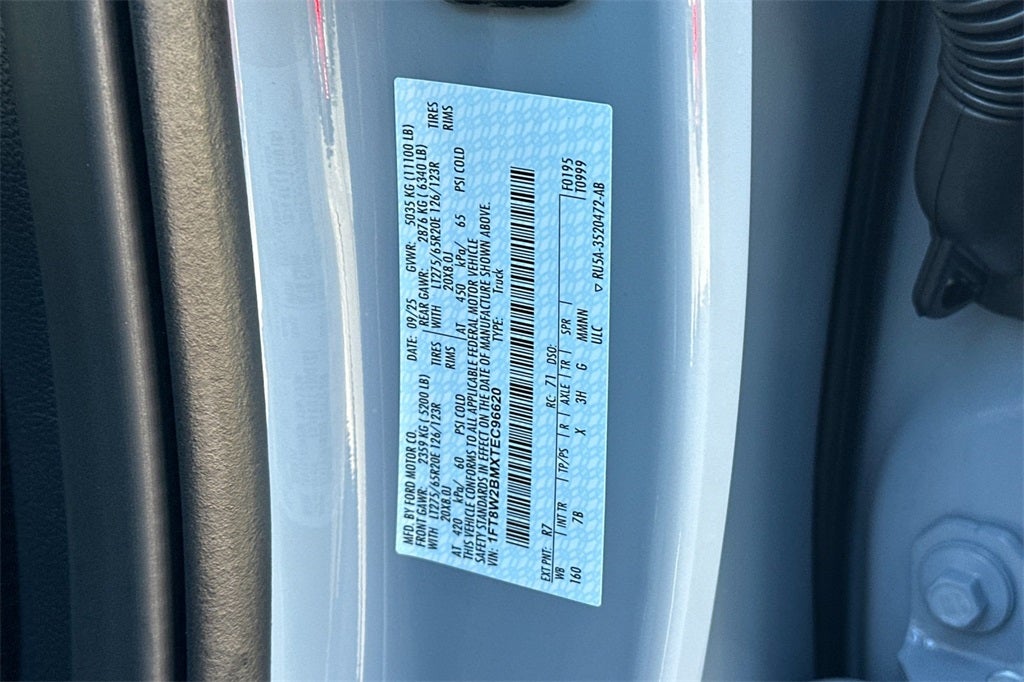 MFD. BY FORD MOTOR CO. DATE: 09/25 GVWR: 5035 KG (11100 LB)
FRONT GAWR: 2359 KG ( 5200 LB) REAR GAWR: 2876 KG ( 6340 LB)
WITH LT275/65R20E 126/123R TIRES WITH LT275/65R20E 126/123R TIRES
20X8.0J RIMS 20X8.0J RIMS
AT 420 kPa/ 60 PSI COLD AT 450 kPa/ 65 PSI COLD
THIS VEHICLE CONFORMS TO ALL APPLICABLE FEDERAL MOTOR VEHICLE
SAFETY STANDARDS IN EFFECT ON THE DATE OF MANUFACTURE SHOWN ABOVE.
VIN: 1FT8W2BMXTEC96620 TYPE: Truck
EXT PNT: R7 RC: 71 DSO: F0195
WB INT TR TP/PS R AXLE TR SPR T0999
160 7B X 3H G MMNN
ULC ▽ RU5A-3520472-AB